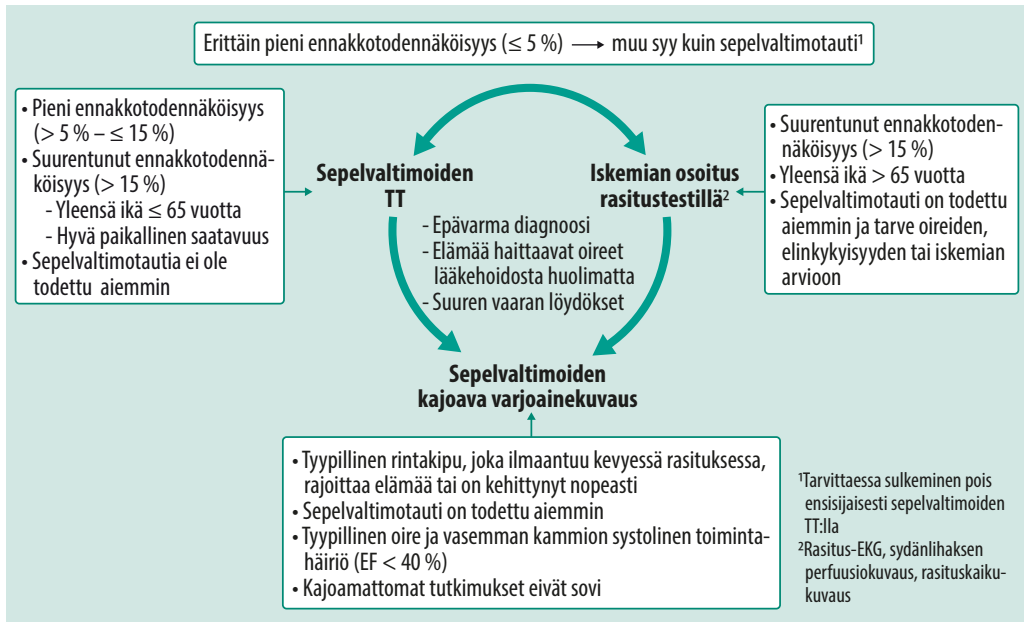 Erittäin pieni ennakkotodennäköisyys (≤ 5 %) → muu syy kuin sepelvaltimotauti¹
• Pieni ennakkotodennäköisyys
(> 5 % – ≤ 15 %)
• Suurentunut ennakkotodennä-
köisyys (> 15 %)
- Yleensä ikä ≤ 65 vuotta
- Hyvä paikallinen saatavuus
• Sepelvaltimotautia ei ole
todettu aiemmin
Sepelvaltimoiden
TT
Iskemian osoitus
rasitustestillä²
• Suurentunut ennakkotoden-
näköisyys (> 15 %)
• Yleensä ikä > 65 vuotta
• Sepelvaltimotauti on todettu
aiemmin ja tarve oireiden,
elinkykyisyyden tai iskemian
arvioon
- Epävarma diagnoosi
- Elämää haittaavat oireet
lääkehoidosta huolimatta
- Suuren vaaran löydökset
Sepelvaltimoiden
kajoava varjoainekuvaus
• Tyypillinen rintakipu, joka ilmaantuu kevyessä rasituksessa,
rajoittaa elämää tai on kehittynyt nopeasti
• Sepelvaltimotauti on todettu aiemmin
• Tyypillinen oire ja vasemman kammion systolinen toiminta-
häiriö (EF < 40 %)
• Kajoamattomat tutkimukset eivät sovi
¹Tarvittaessa sulkeminen pois
ensisijaisesti sepelvaltimoiden
TT:lla
²Rasitus-EKG, sydänlihaksen
perfuusiokuvaus, rasituskaiku-
kuvaus